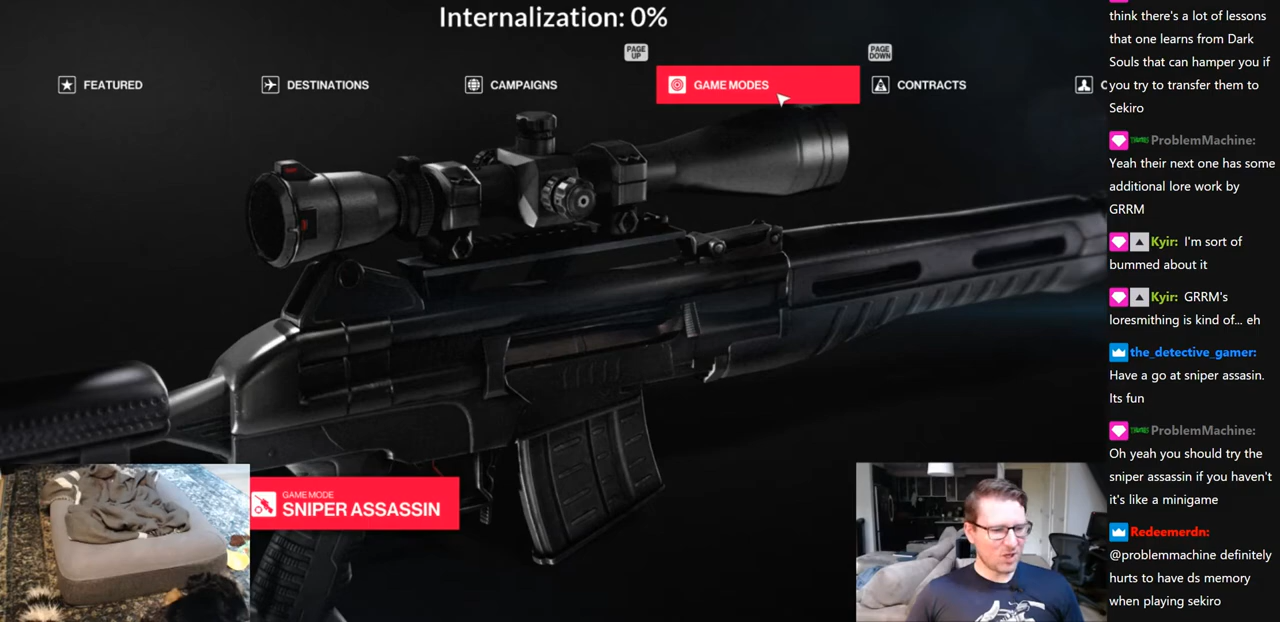 Internalization: 0%
PAGE UP
PAGE DOWN
FEATURED
DESTINATIONS
CAMPAIGNS
GAME MODES
CONTRACTS
C
GAME MODE
SNIPER ASSASSIN
think there's a lot of lessons
that one learns from Dark
Souls that can hamper you if
you try to transfer them to
Sekiro
ProblemMachine:
Yeah their next one has some
additional lore work by
GRRM
Kyir: I'm sort of
bummed about it
Kyir: GRRM's
loresmithing is kind of... eh
the_detective_gamer:
Have a go at sniper assasin.
Its fun
ProblemMachine:
Oh yeah you should try the
sniper assassin if you haven't
it's like a minigame
Redeemerdn:
@problemmachine definitely
hurts to have ds memory
when playing sekiro